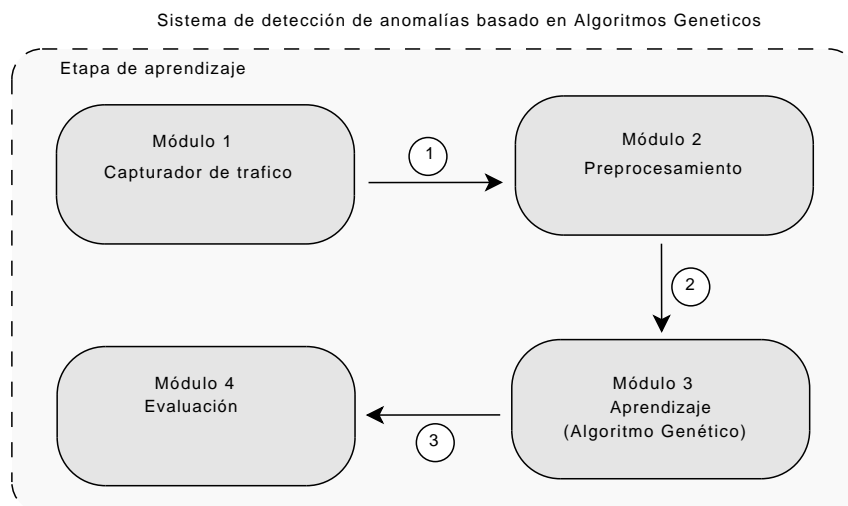 Sistema de detección de anomalías basado en Algoritmos Geneticos
Etapa de aprendizaje
Módulo 1
Capturador de trafico
1
Módulo 2
Preprocesamiento
2
Módulo 3
Aprendizaje
(Algoritmo Genético)
3
Módulo 4
Evaluación